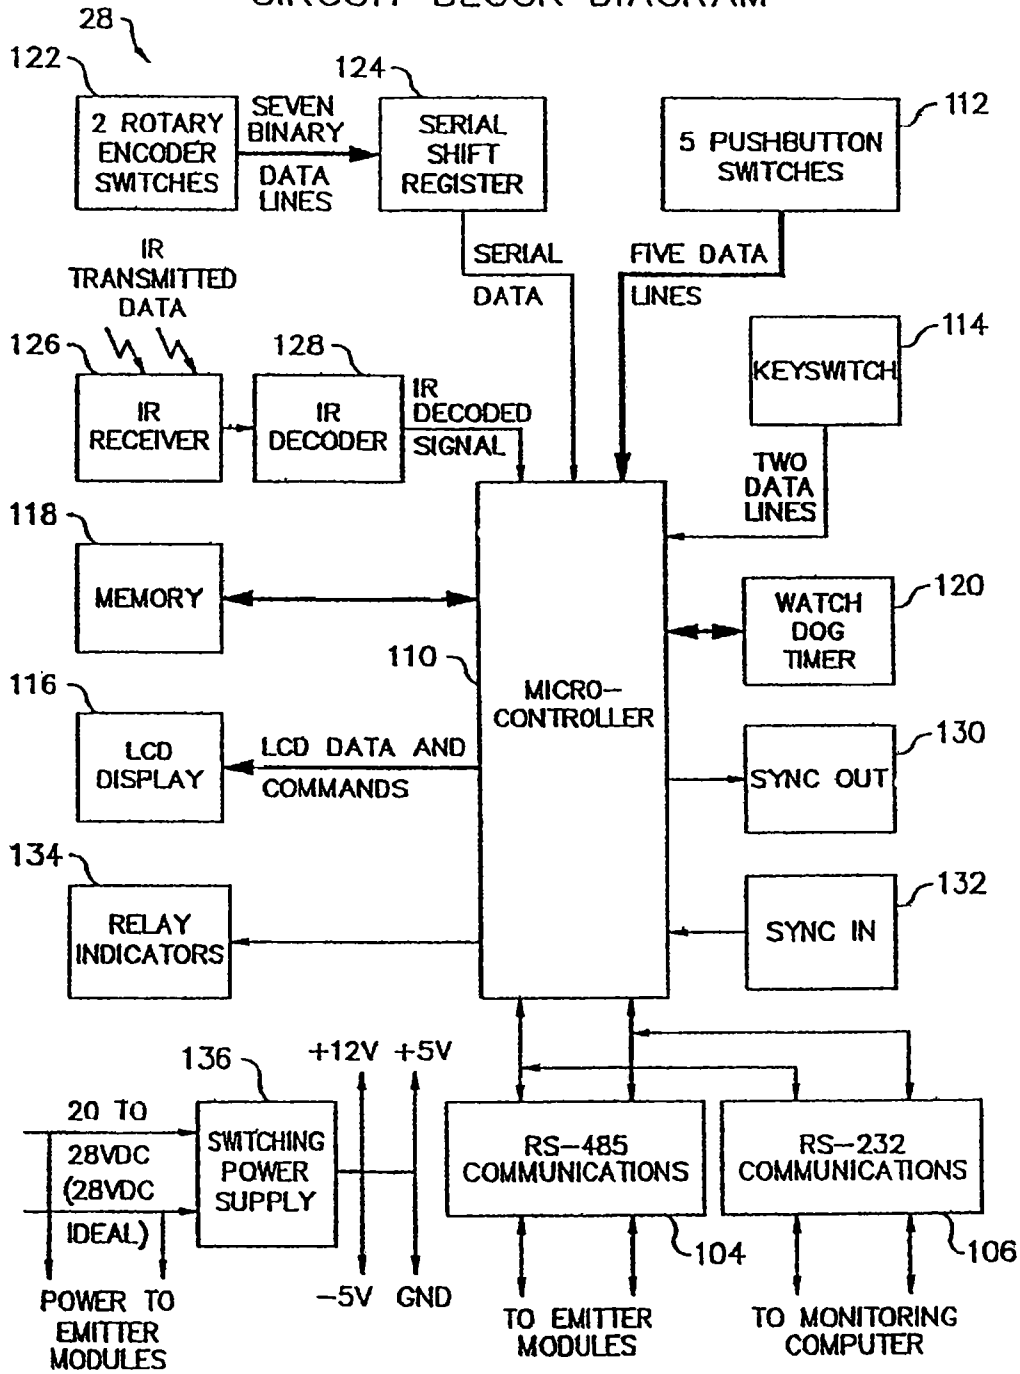 CIRCUIT BLOCK DIAGRAM
28
122
2 ROTARY
ENCODER
SWITCHES
SEVEN
BINARY
DATA
LINES
124
SERIAL
SHIFT
REGISTER
112
5 PUSHBUTTON
SWITCHES
SERIAL
DATA
FIVE DATA
LINES
IR
TRANSMITTED
DATA
126
IR
RECEIVER
128
IR
DECODER
IR
DECODED
SIGNAL
114
KEYSWITCH
TWO
DATA
LINES
118
MEMORY
110
MICRO-
CONTROLLER
120
WATCH
DOG
TIMER
116
LCD
DISPLAY
LCD DATA AND
COMMANDS
130
SYNC OUT
134
RELAY
INDICATORS
132
SYNC IN
136
SWITCHING
POWER
SUPPLY
20 TO
28VDC
(28VDC
IDEAL)
POWER TO
EMITTER
MODULES
+12V +5V
-5V GND
RS-485
COMMUNICATIONS
104
TO EMITTER
MODULES
RS-232
COMMUNICATIONS
106
TO MONITORING
COMPUTER